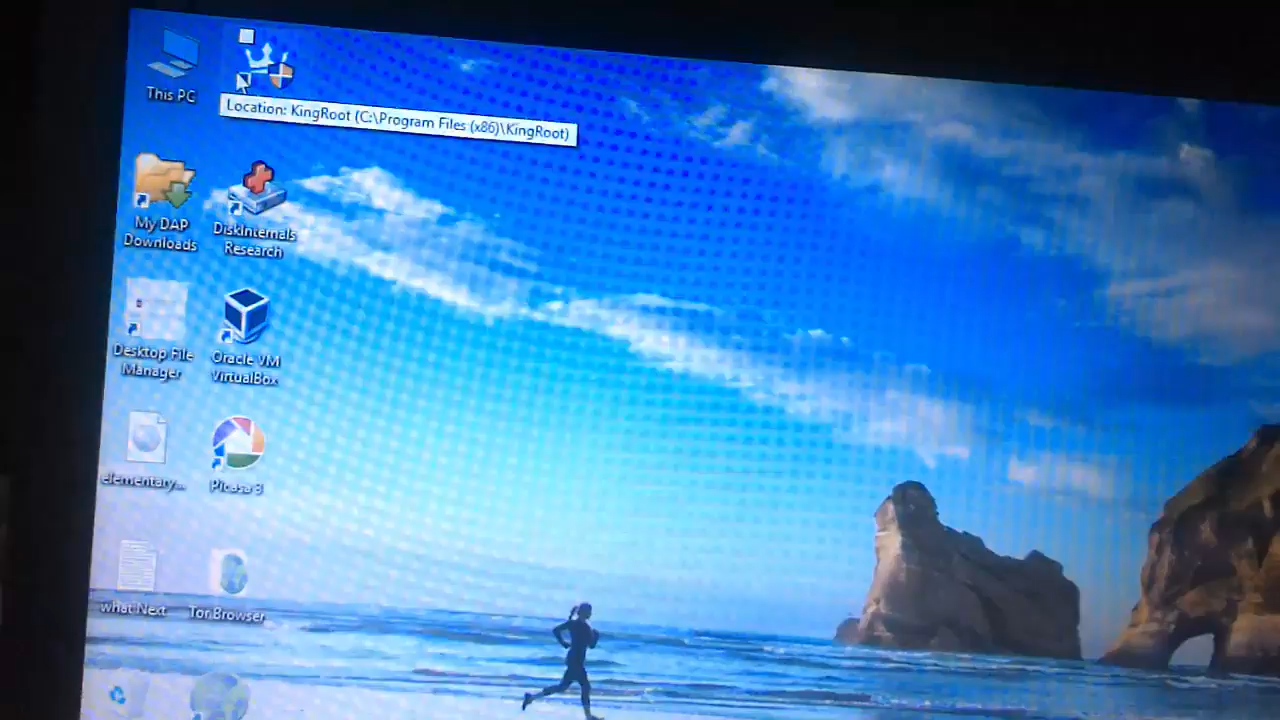 This PC
Location: KingRoot (C:\Program Files (x86)\KingRoot)
My DAP
Downloads
DiskInternals
Research
Desktop File
Manager
Oracle VM
VirtualBox
elementary...
Picasa 3
what Next
Tor Browser